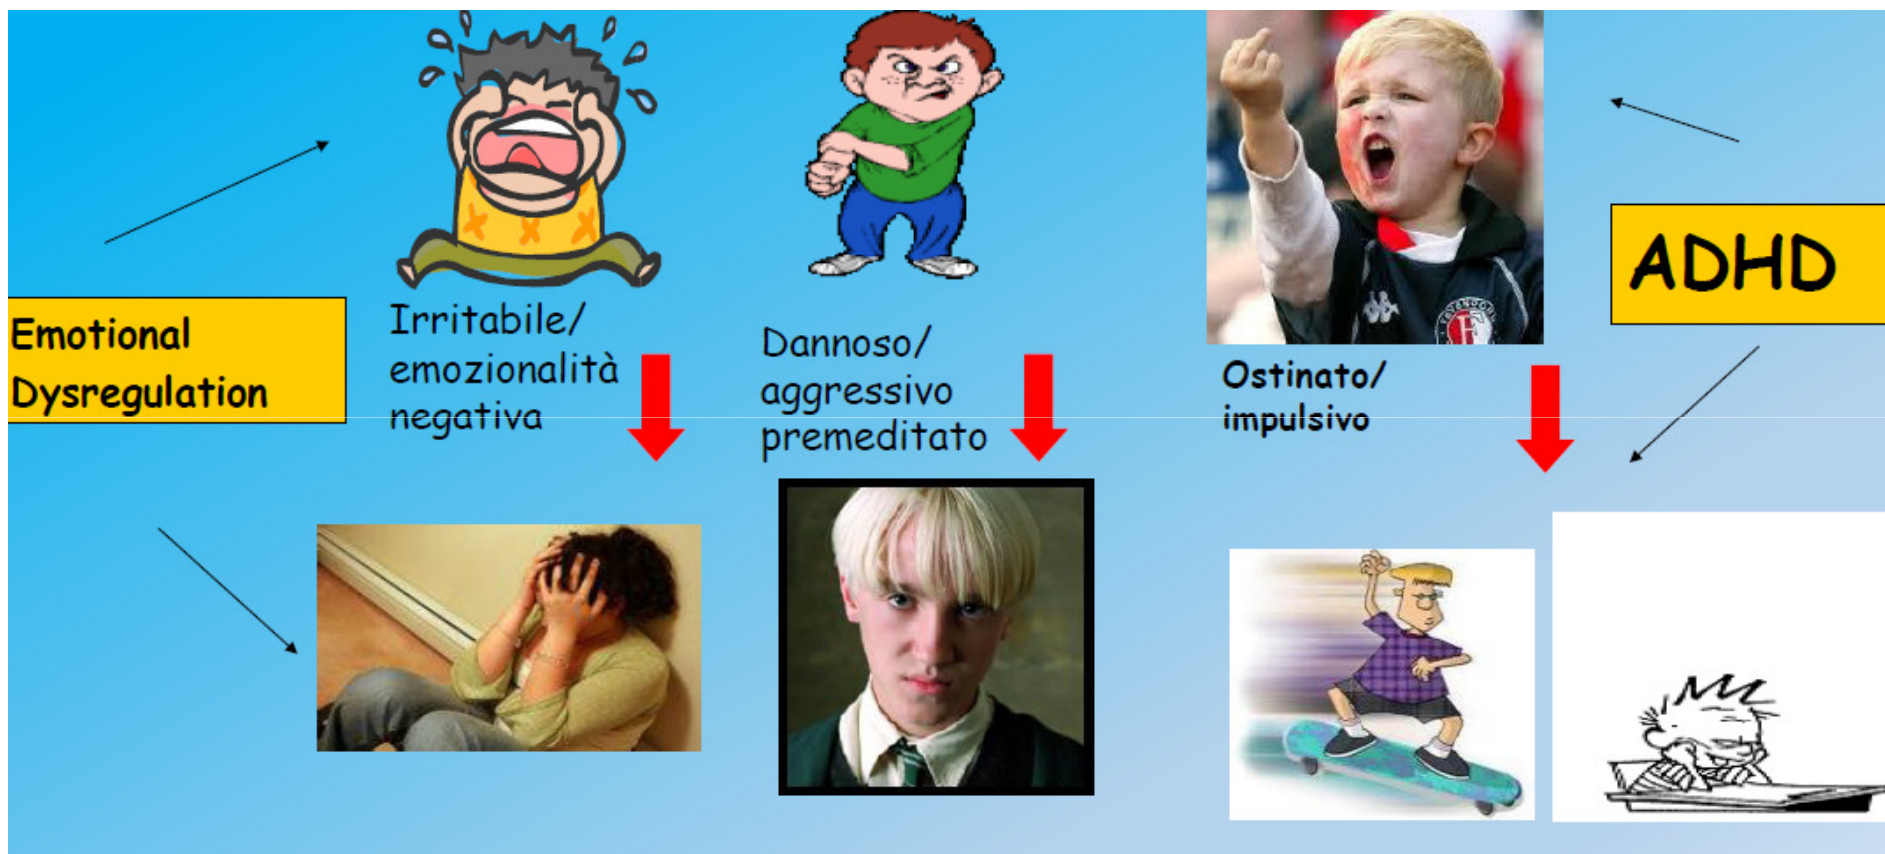 Emotional
Dysregulation
Irritabile/
emozionalità
negativa
Dannoso/
aggressivo
premeditato
Ostinato/
impulsivo
ADHD